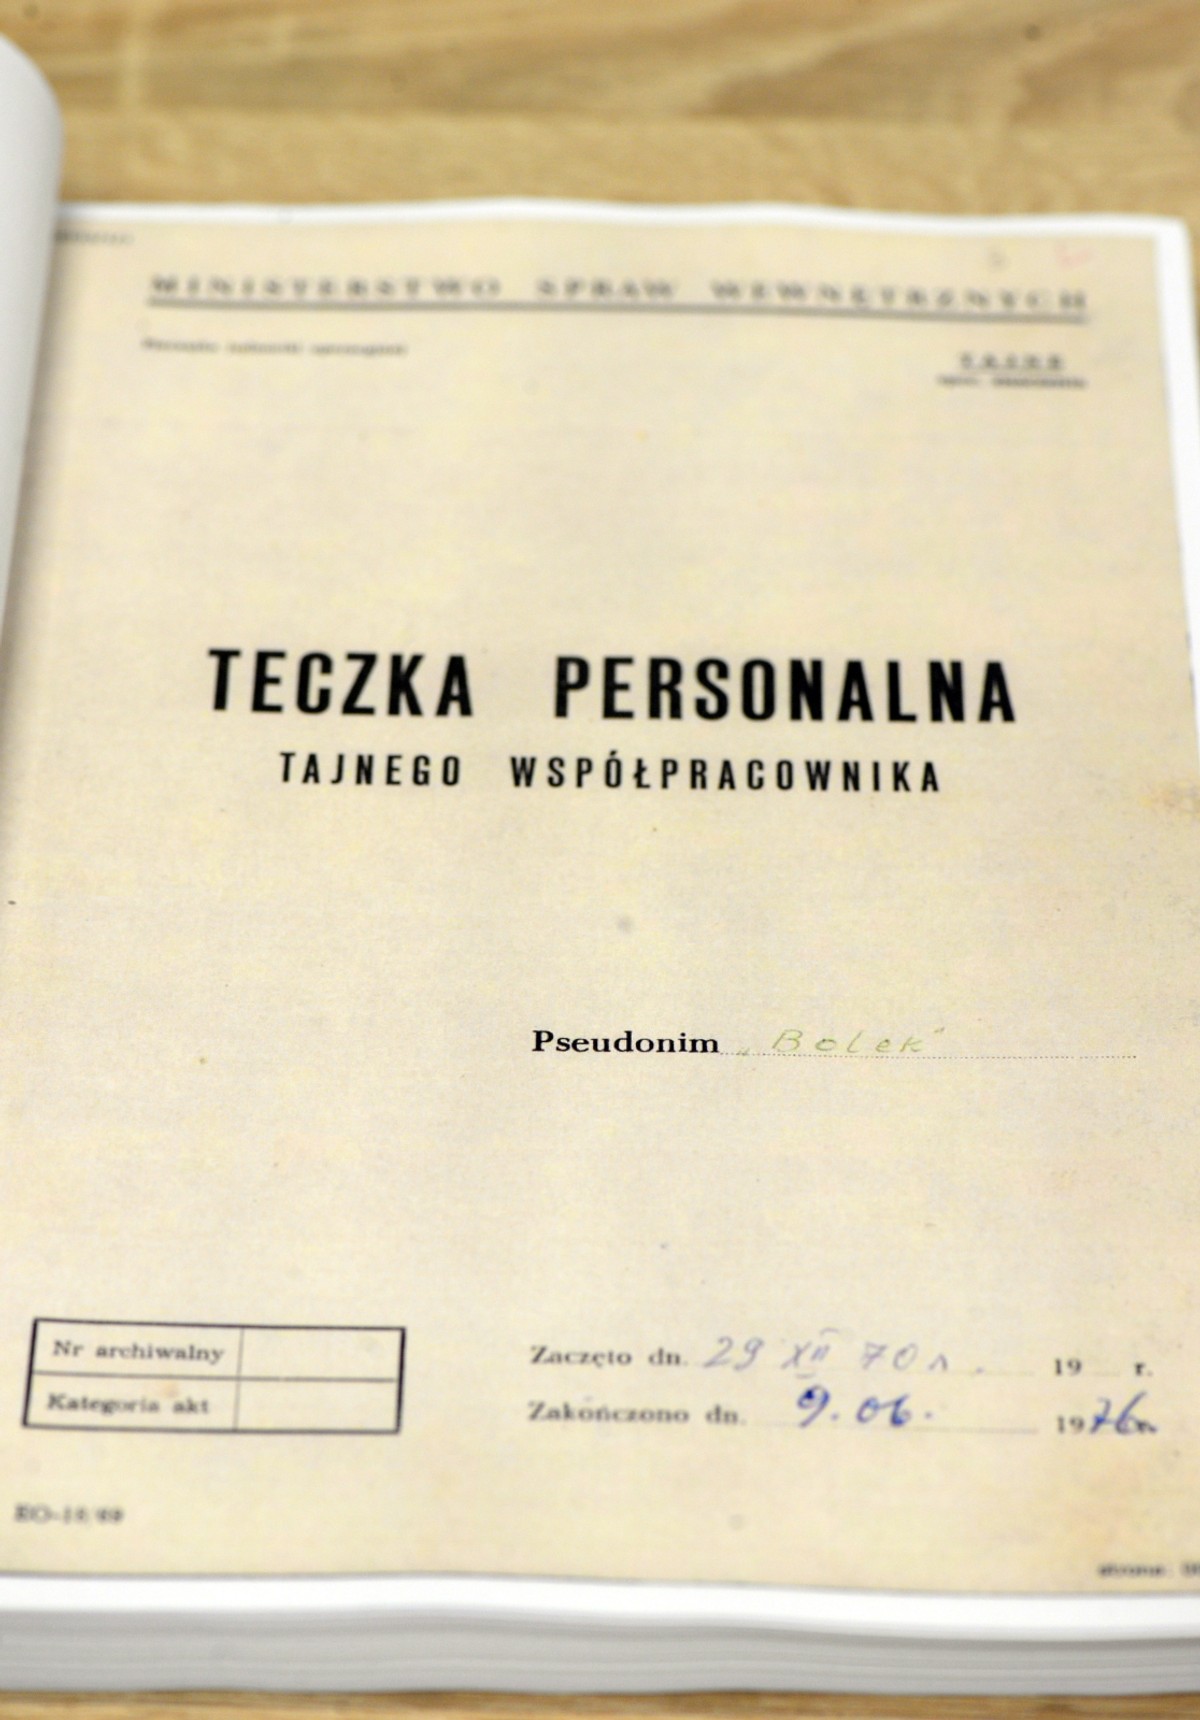 MINISTERSTWO SPRAW WEWNĘTRZNYCH
TAJNE
TECZKA PERSONALNA
TAJNEGO WSPÓŁPRACOWNIKA
Pseudonim „Bolek”
Nr archiwalny
Kategoria akt
Zaczęto dn. 29 XII 70 r. 19 r.
Zakończono dn. 9.06. 1976 r.
strona: